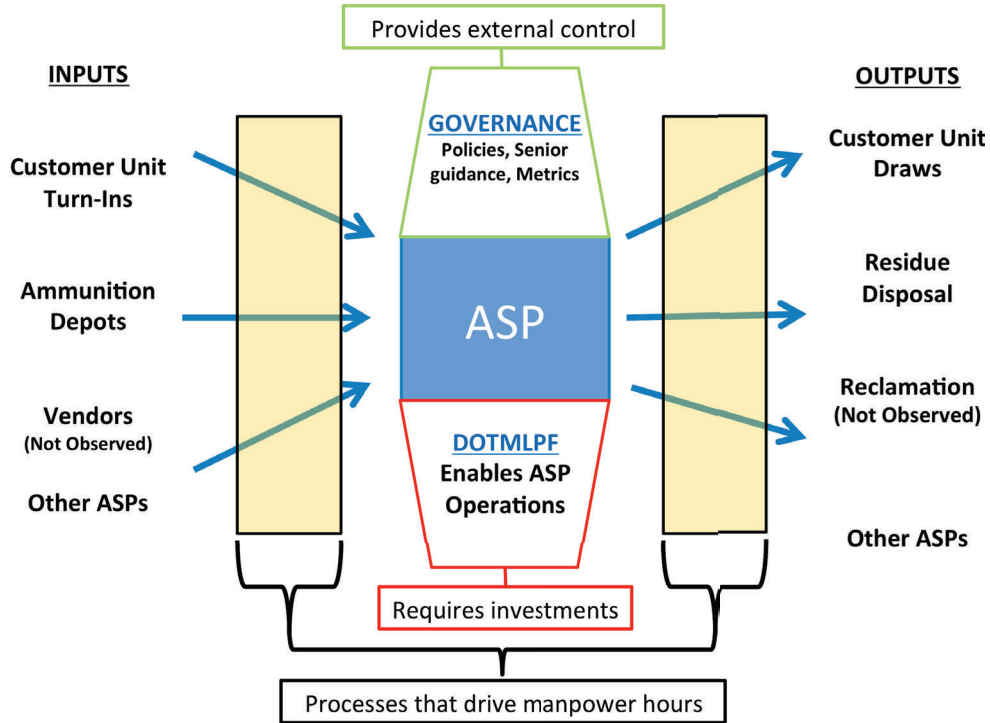 Provides external control
INPUTS
Customer Unit
Turn-Ins
Ammunition
Depots
Vendors
(Not Observed)
Other ASPs
GOVERNANCE
Policies, Senior
guidance, Metrics
ASP
DOTMLPF
Enables ASP
Operations
Requires investments
OUTPUTS
Customer Unit
Draws
Residue
Disposal
Reclamation
(Not Observed)
Other ASPs
Processes that drive manpower hours